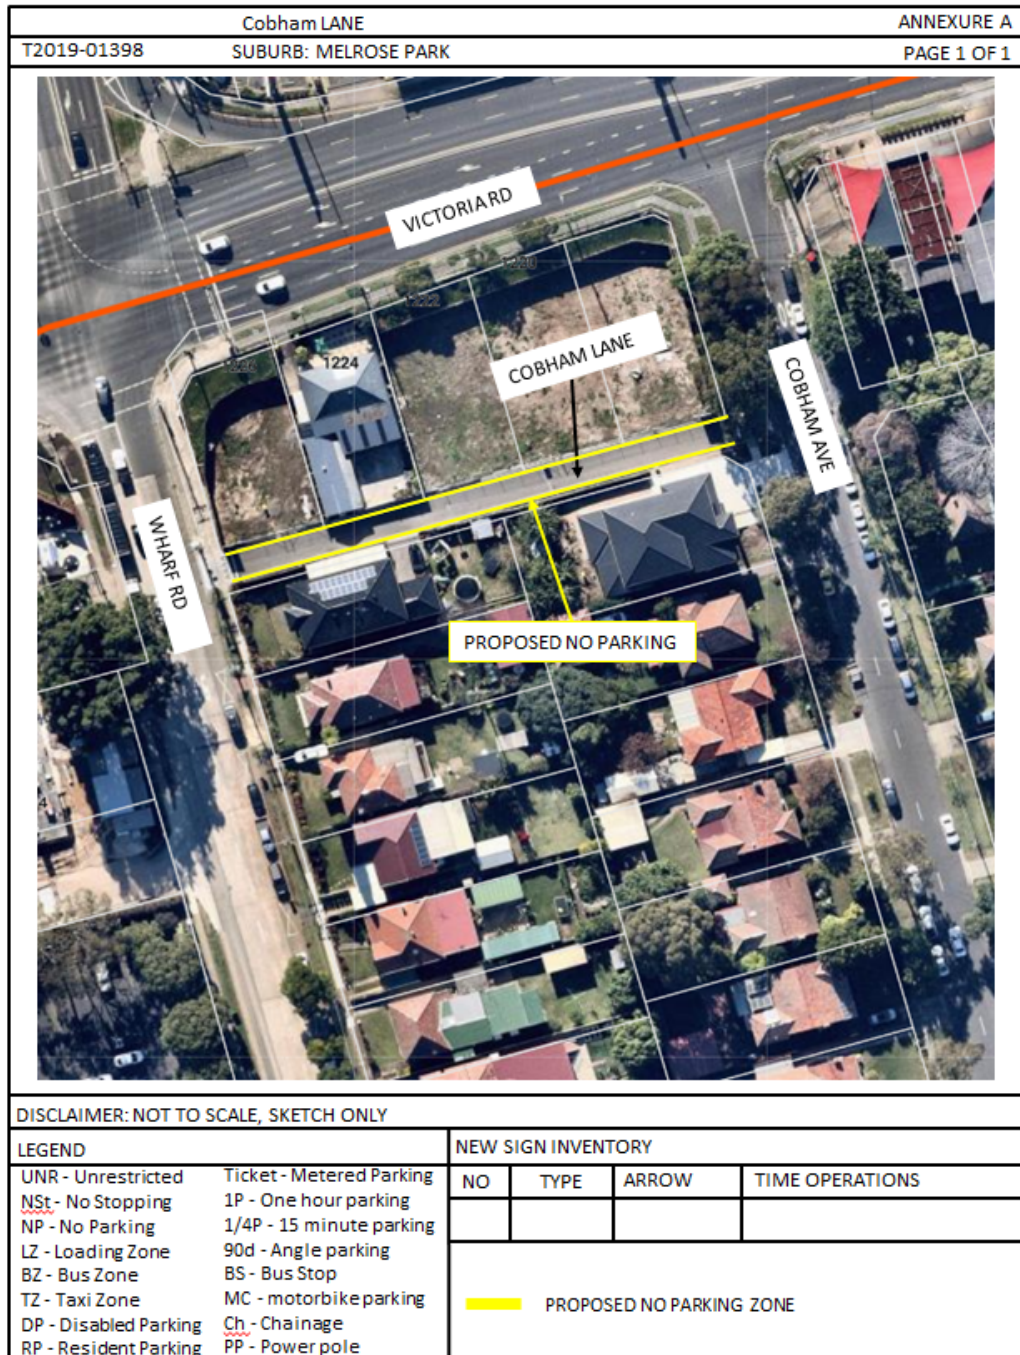 Cobham LANE
ANNEXURE A
T2019-01398
SUBURB: MELROSE PARK
PAGE 1 OF 1
VICTORIA RD
1222
1224
COBHAM LANE
COBHAM AVE
WHARF RD
PROPOSED NO PARKING
DISCLAIMER: NOT TO SCALE, SKETCH ONLY
LEGEND
UNR - Unrestricted
NSt - No Stopping
NP - No Parking
LZ - Loading Zone
BZ - Bus Zone
TZ - Taxi Zone
DP - Disabled Parking
RP - Resident Parking
Ticket - Metered Parking
1P - One hour parking
1/4P - 15 minute parking
90d - Angle parking
BS - Bus Stop
MC - motorbike parking
Ch - Chainage
PP - Power pole
NEW SIGN INVENTORY
NO TYPE ARROW TIME OPERATIONS
PROPOSED NO PARKING ZONE